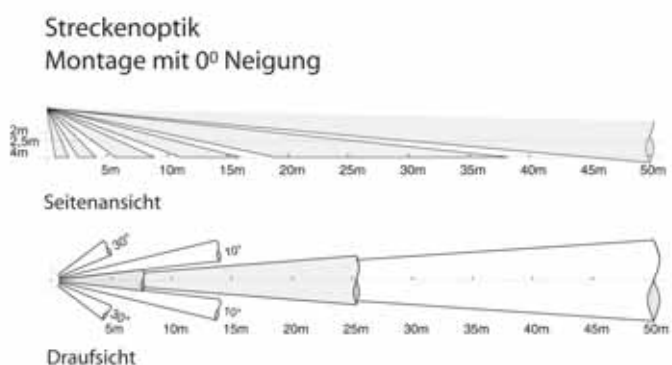 Streckenoptik
Montage mit 0º Neigung
2m
2,5m
4m
5m 10m 15m 20m 25m 30m 35m 40m 45m 50m
Seitenansicht
30° 10°
30° 10°
5m 10m 15m 20m 25m 30m 35m 40m 45m 50m
Draufsicht